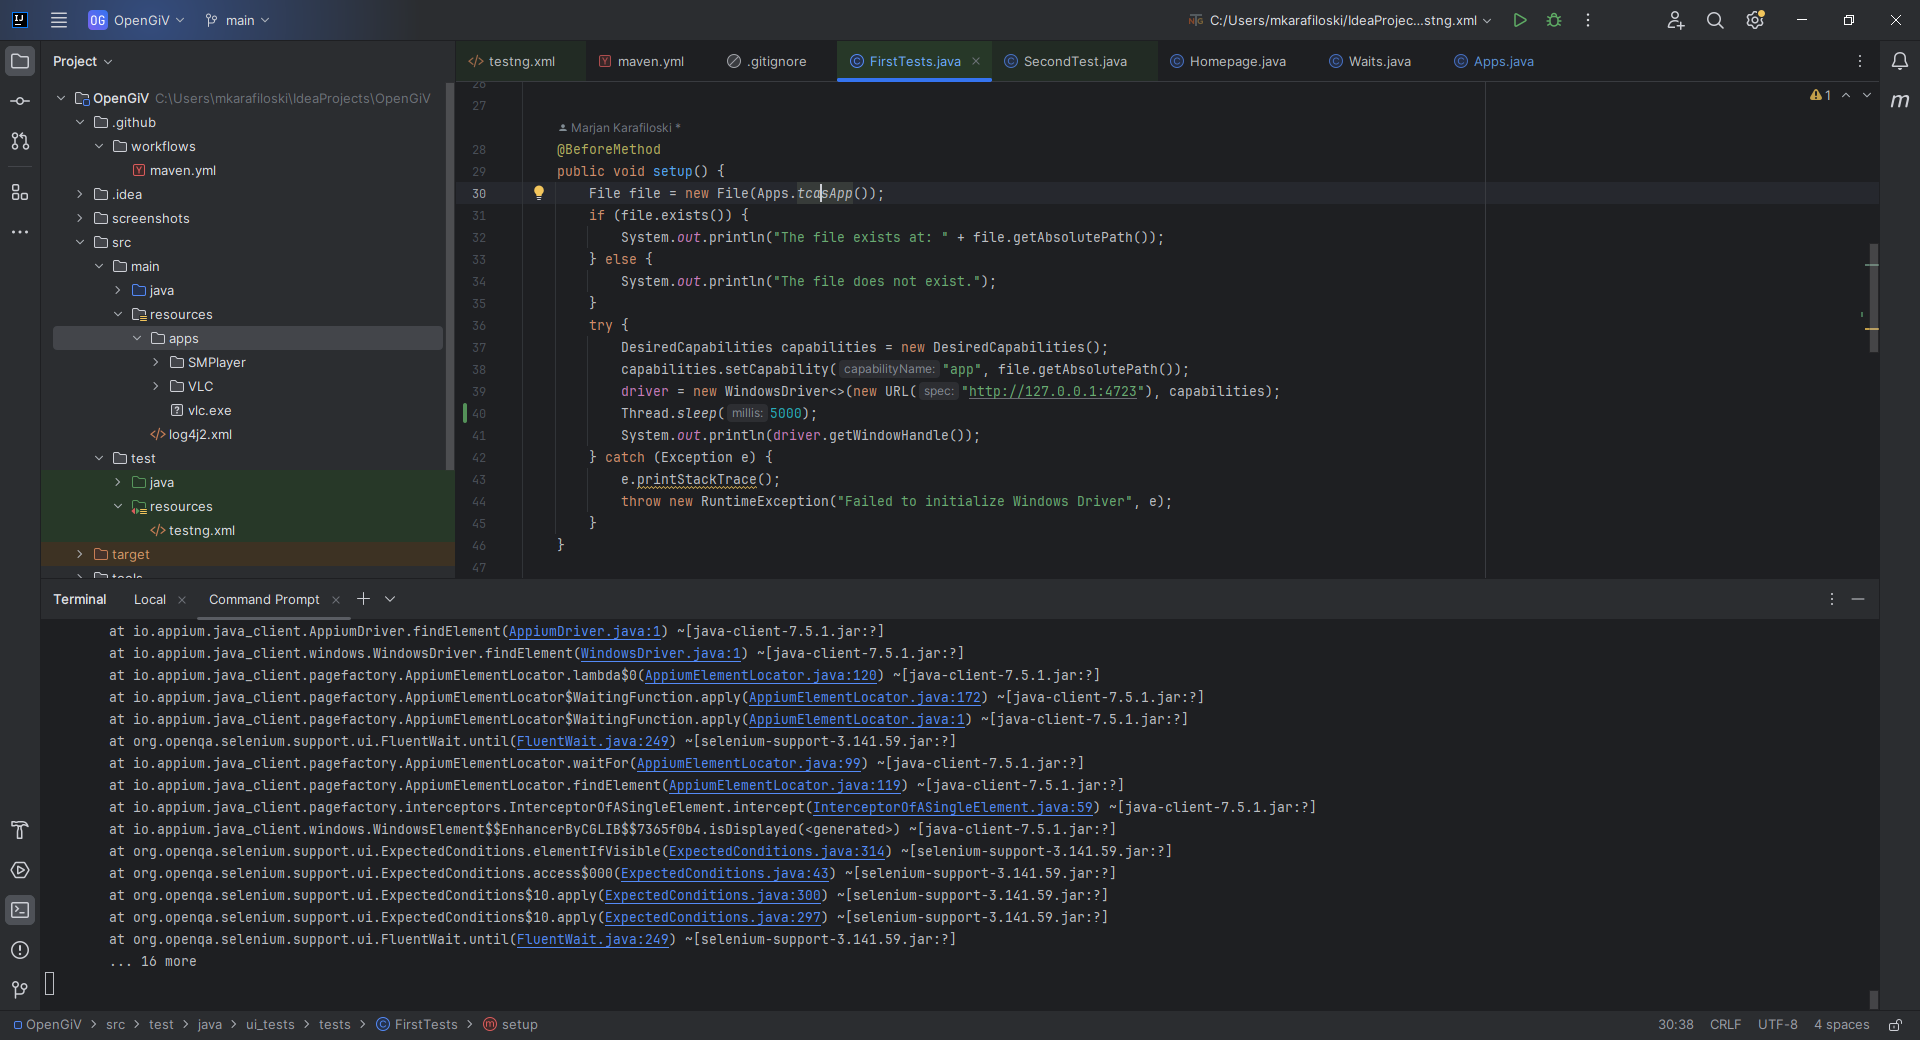 OG OpenGiV main C:/Users/mkarafiloski/IdeaProjec...stng.xml
Project
testng.xml maven.yml .gitignore FirstTests.java SecondTest.java Homepage.java Waits.java Apps.java
OpenGiV C:\Users\mkarafiloski\IdeaProjects\OpenGiV
.github
workflows
maven.yml
.idea
screenshots
src
main
java
resources
apps
SMPlayer
VLC
vlc.exe
log4j2.xml
test
java
resources
testng.xml
target
tools
1
26
27
Marjan Karafiloski *
28 @BeforeMethod
29 public void setup() {
30 File file = new File(Apps.tcasApp());
31 if (file.exists()) {
32 System.out.println("The file exists at: " + file.getAbsolutePath());
33 } else {
34 System.out.println("The file does not exist.");
35 }
36 try {
37 DesiredCapabilities capabilities = new DesiredCapabilities();
38 capabilities.setCapability( capabilityName: "app", file.getAbsolutePath());
39 driver = new WindowsDriver<>(new URL( spec: "http://127.0.0.1:4723"), capabilities);
40 Thread.sleep( millis: 5000);
41 System.out.println(driver.getWindowHandle());
42 } catch (Exception e) {
43 e.printStackTrace();
44 throw new RuntimeException("Failed to initialize Windows Driver", e);
45 }
46 }
47
Terminal Local Command Prompt
at io.appium.java_client.AppiumDriver.findElement(AppiumDriver.java:1) ~[java-client-7.5.1.jar:?]
at io.appium.java_client.windows.WindowsDriver.findElement(WindowsDriver.java:1) ~[java-client-7.5.1.jar:?]
at io.appium.java_client.pagefactory.AppiumElementLocator.lambda$0(AppiumElementLocator.java:120) ~[java-client-7.5.1.jar:?]
at io.appium.java_client.pagefactory.AppiumElementLocator$WaitingFunction.apply(AppiumElementLocator.java:172) ~[java-client-7.5.1.jar:?]
at io.appium.java_client.pagefactory.AppiumElementLocator$WaitingFunction.apply(AppiumElementLocator.java:1) ~[java-client-7.5.1.jar:?]
at org.openqa.selenium.support.ui.FluentWait.until(FluentWait.java:249) ~[selenium-support-3.141.59.jar:?]
at io.appium.java_client.pagefactory.AppiumElementLocator.waitFor(AppiumElementLocator.java:99) ~[java-client-7.5.1.jar:?]
at io.appium.java_client.pagefactory.AppiumElementLocator.findElement(AppiumElementLocator.java:119) ~[java-client-7.5.1.jar:?]
at io.appium.java_client.pagefactory.interceptors.InterceptorOfASingleElement.intercept(InterceptorOfASingleElement.java:59) ~[java-client-7.5.1.jar:?]
at io.appium.java_client.windows.WindowsElement$$EnhancerByCGLIB$$7365f0b4.isDisplayed(<generated>) ~[java-client-7.5.1.jar:?]
at org.openqa.selenium.support.ui.ExpectedConditions.elementIfVisible(ExpectedConditions.java:314) ~[selenium-support-3.141.59.jar:?]
at org.openqa.selenium.support.ui.ExpectedConditions.access$000(ExpectedConditions.java:43) ~[selenium-support-3.141.59.jar:?]
at org.openqa.selenium.support.ui.ExpectedConditions$10.apply(ExpectedConditions.java:300) ~[selenium-support-3.141.59.jar:?]
at org.openqa.selenium.support.ui.ExpectedConditions$10.apply(ExpectedConditions.java:297) ~[selenium-support-3.141.59.jar:?]
at org.openqa.selenium.support.ui.FluentWait.until(FluentWait.java:249) ~[selenium-support-3.141.59.jar:?]
... 16 more
OpenGiV > src > test > java > ui_tests > tests > FirstTests > setup 30:38 CRLF UTF-8 4 spaces